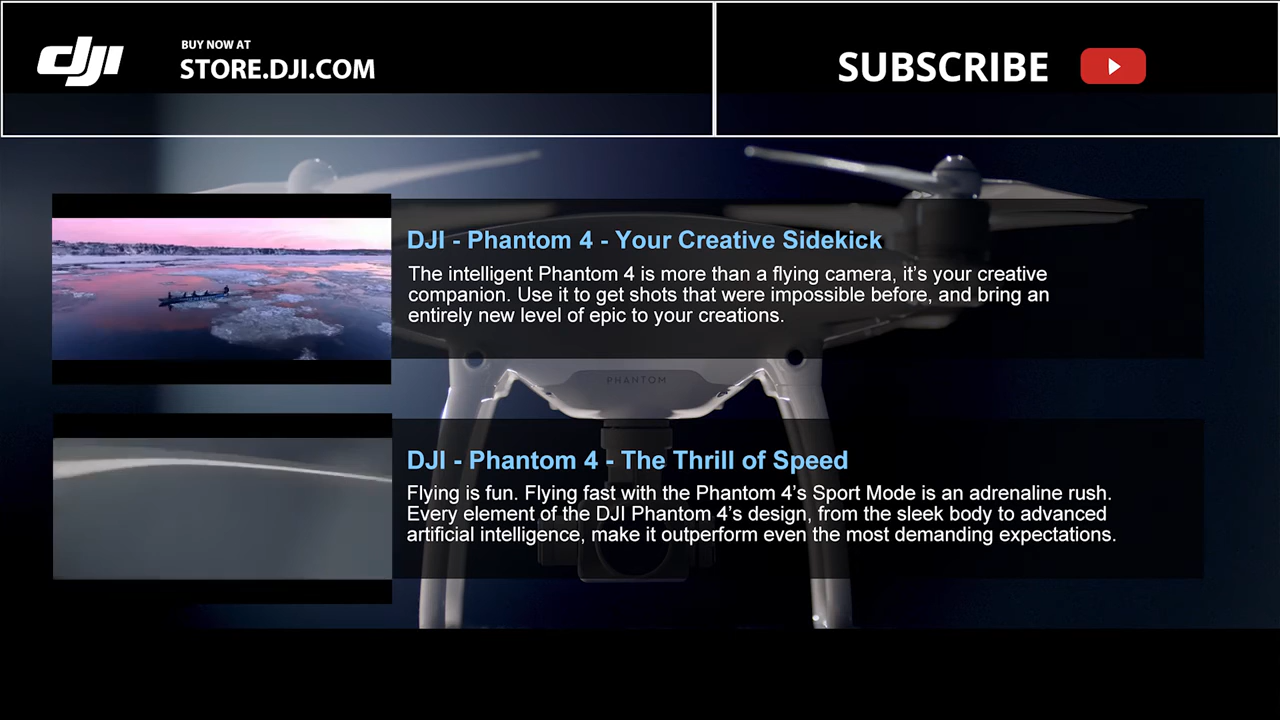 dji
BUY NOW AT
STORE.DJI.COM
SUBSCRIBE
DJI - Phantom 4 - Your Creative Sidekick
The intelligent Phantom 4 is more than a flying camera, it’s your creative
companion. Use it to get shots that were impossible before, and bring an
entirely new level of epic to your creations.
PHANTOM
DJI - Phantom 4 - The Thrill of Speed
Flying is fun. Flying fast with the Phantom 4’s Sport Mode is an adrenaline rush.
Every element of the DJI Phantom 4’s design, from the sleek body to advanced
artificial intelligence, make it outperform even the most demanding expectations.